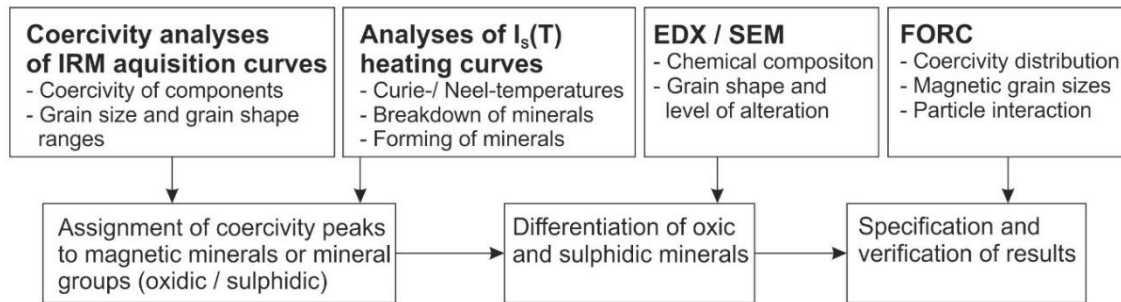 Coercivity analyses
of IRM aquisition curves
- Coercivity of components
- Grain size and grain shape
ranges
Analyses of Is(T)
heating curves
- Curie-/ Neel-temperatures
- Breakdown of minerals
- Forming of minerals
EDX / SEM
- Chemical compositon
- Grain shape and
level of alteration
FORC
- Coercivity distribution
- Magnetic grain sizes
- Particle interaction
Assignment of coercivity peaks
to magnetic minerals or mineral
groups (oxidic / sulphidic)
Differentiation of oxic
and sulphidic minerals
Specification and
verification of results